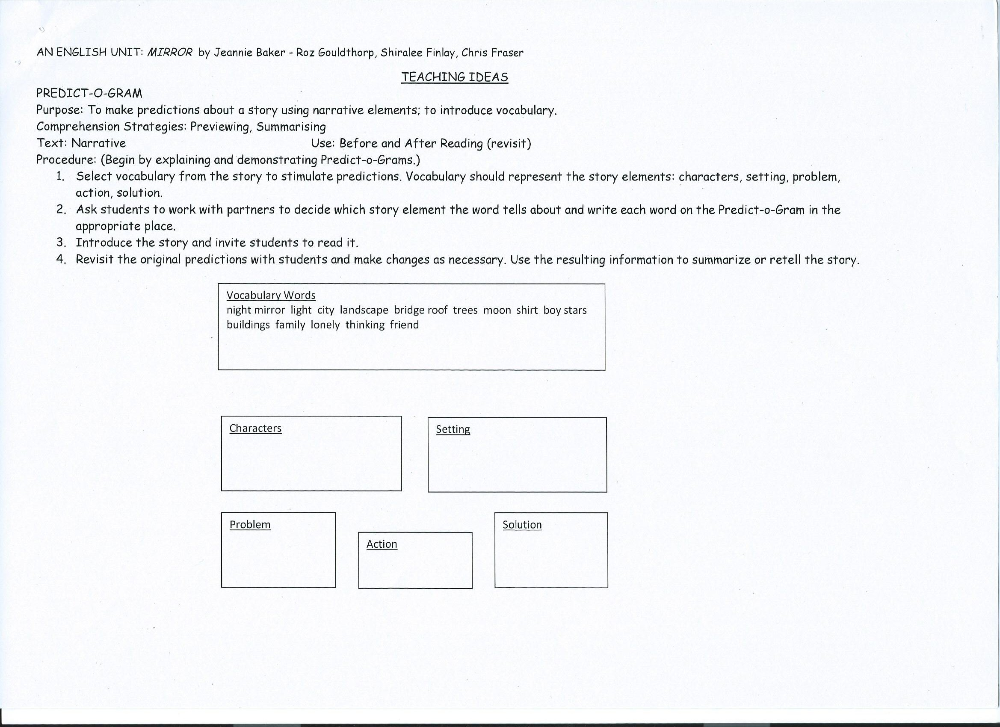 AN ENGLISH UNIT: MIRROR by Jeannie Baker - Roz Gouldthorp, Shiralee Finlay, Chris Fraser
TEACHING IDEAS
PREDICT-O-GRAM
Purpose: To make predictions about a story using narrative elements; to introduce vocabulary.
Comprehension Strategies: Previewing, Summarising
Text: Narrative Use: Before and After Reading (revisit)
Procedure: (Begin by explaining and demonstrating Predict-o-Grams.)
1. Select vocabulary from the story to stimulate predictions. Vocabulary should represent the story elements: characters, setting, problem,
action, solution.
2. Ask students to work with partners to decide which story element the word tells about and write each word on the Predict-o-Gram in the
appropriate place.
3. Introduce the story and invite students to read it.
4. Revisit the original predictions with students and make changes as necessary. Use the resulting information to summarize or retell the story.
Vocabulary Words
night mirror light city landscape bridge roof trees moon shirt boy stars
buildings family lonely thinking friend
Characters
Setting
Problem
Action
Solution